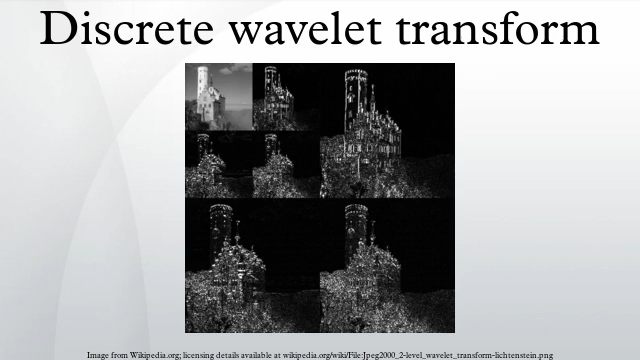 Discrete wavelet transform
Image from Wikipedia.org; licensing details available at wikipedia.org/wiki/File:Jpeg2000_2-level_wavelet_transform-lichtenstein.png